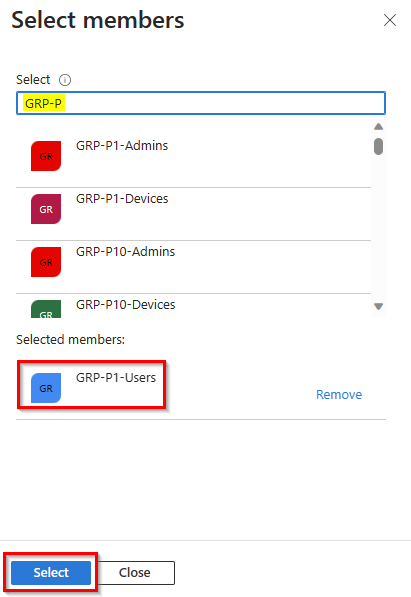 Select members
Select
GRP-P
GR
GRP-P1-Admins
GR
GRP-P1-Devices
GR
GRP-P10-Admins
GR
GRP-P10-Devices
Selected members:
GR
GRP-P1-Users
Remove
Select
Close